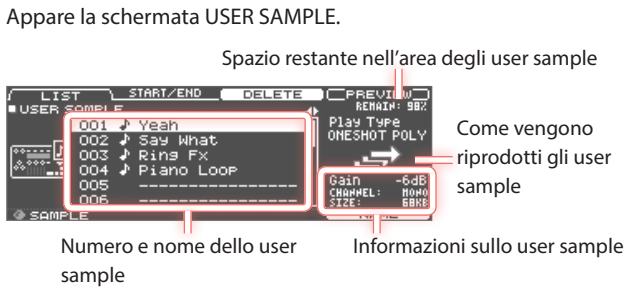 Appare la schermata USER SAMPLE.
Spazio restante nell'area degli user sample
LIST START/END DELETE PREVIEW
USER SAMPLE
REMAIN: 98%
001 ♪ Yeah
002 ♪ Say What
003 ♪ Ring Fx
004 ♪ Piano Loop
005 ----------------
006 ----------------
Play Type
ONESHOT POLY
Gain -6dB
CHANNEL: MONO
SIZE: 68KB
SAMPLE
NAME
Come vengono
riprodotti gli user
sample
Numero e nome dello user
sample
Informazioni sullo user sample